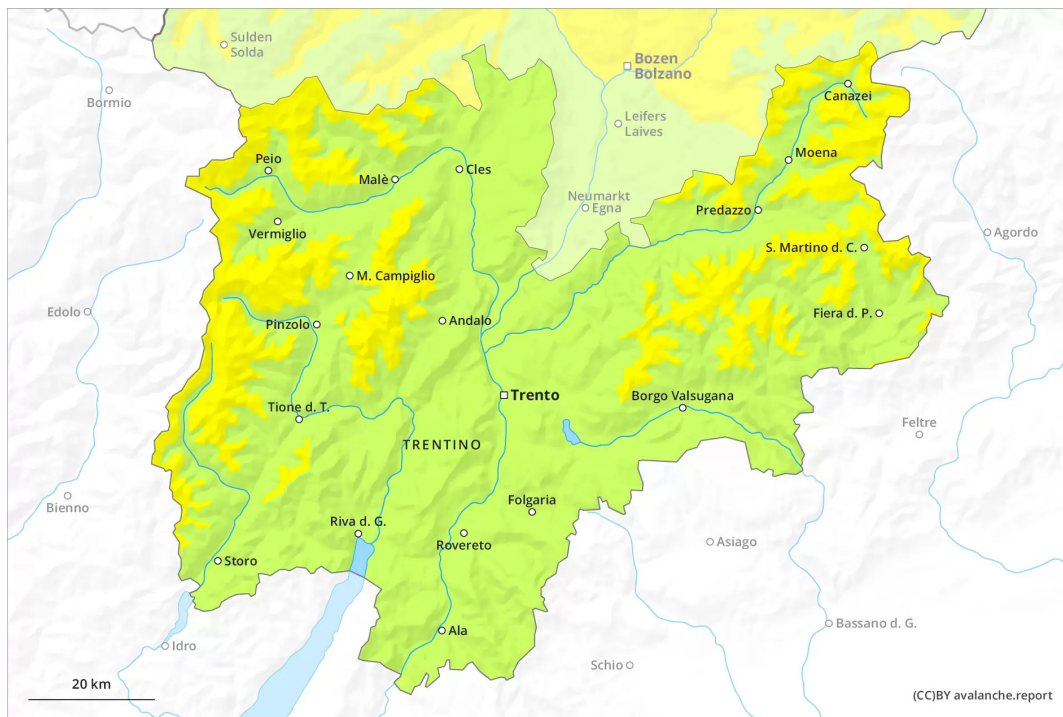 Sulden
Solda
Bozen
Bolzano
Bormio
Canazei
Leifers
Laives
Peio
Moena
Malè
Cles
Neumarkt
Egna
Predazzo
Vermiglio
Agordo
S. Martino d. C.
M. Campiglio
Edolo
Andalo
Fiera d. P.
Pinzolo
Trento
Borgo Valsugana
Tione d. T.
Feltre
TRENTINO
Bienno
Folgaria
Riva d. G.
Rovereto
Asiago
Storo
Bassano d. G.
Ala
Idro
Schio
20 km
(CC)BY avalanche.report